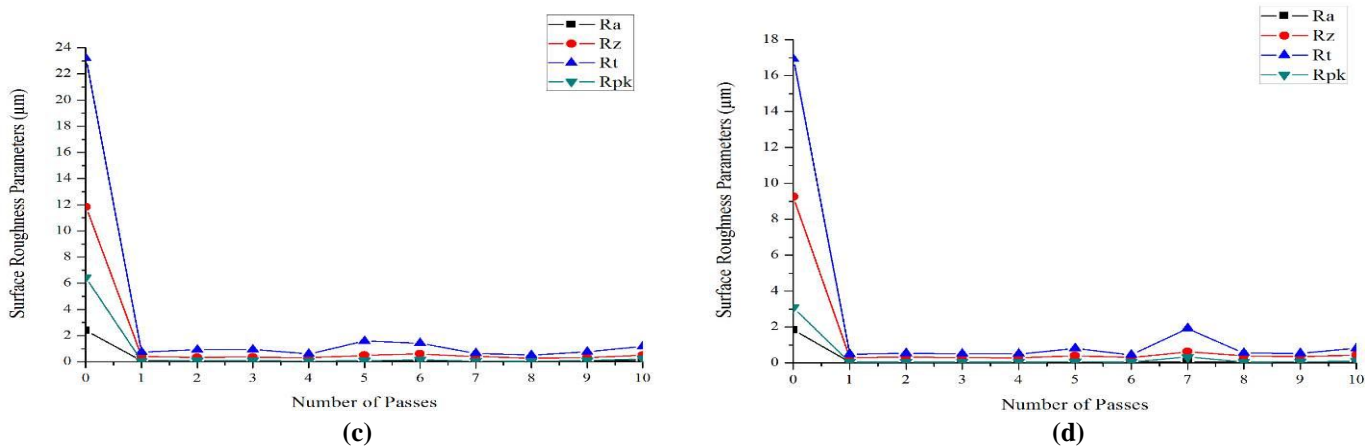 Ra
Rz
Rt
Rpk
24
22
20
18
16
14
12
10
8
6
4
2
0
Surface Roughness Parameters (μm)
0 1 2 3 4 5 6 7 8 9 10
Number of Passes
(c)
Ra
Rz
Rt
Rpk
18
16
14
12
10
8
6
4
2
0
Surface Roughness Parameters (μm)
0 1 2 3 4 5 6 7 8 9 10
Number of Passes
(d)